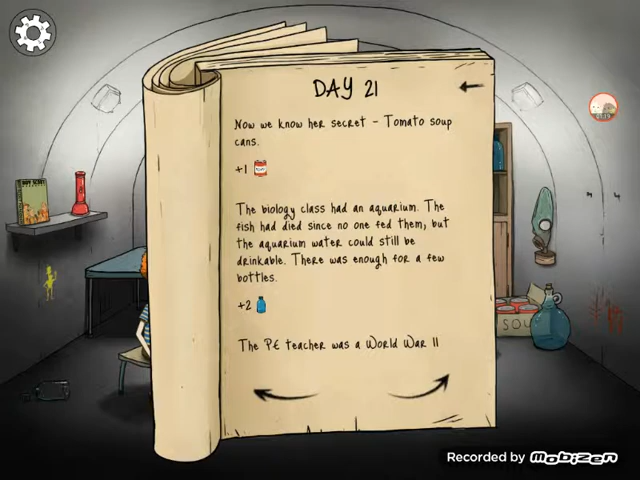 DAY 21
Now we know her secret - Tomato soup
cans.
+1
The biology class had an aquarium. The
fish had died since no one fed them, but
the aquarium water could still be
drinkable. There was enough for a few
bottles.
+2
The PE teacher was a World War II
SOU
Recorded by mobizen